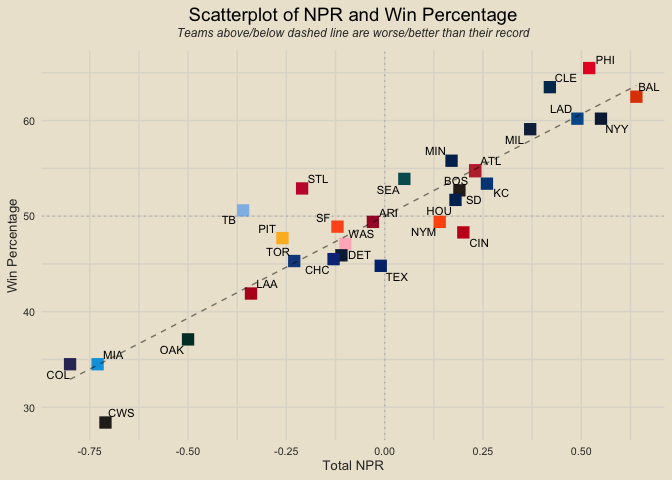 Scatterplot of NPR and Win Percentage
Teams above/below dashed line are worse/better than their record
PHI
CLE
BAL
LAD
NYY
60
MIL
MIN
ATL
STL
SEA
BOS
KC
SD
TB
HOU
50
SF
ARI
PIT
WAS
NYM
CIN
TOR
DET
CHC
TEX
LAA
40
OAK
MIA
COL
CWS
30
Win Percentage
-0.75 -0.50 -0.25 0.00 0.25 0.50
Total NPR